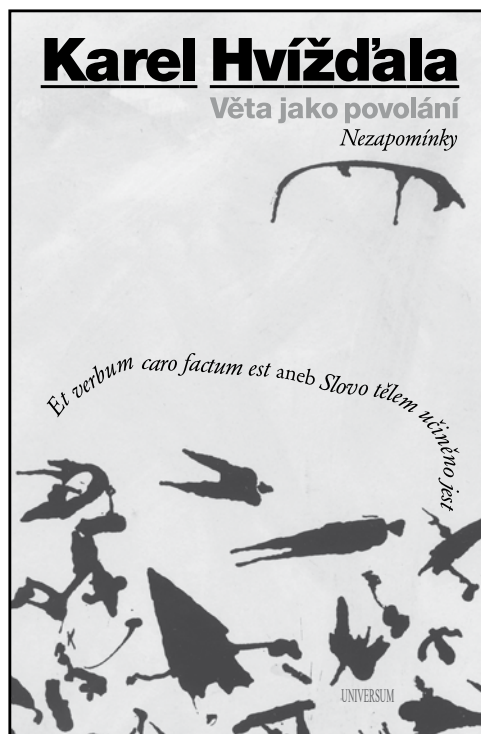 Karel Hvížďala
Věta jako povolání
Nezapomínky
Et verbum caro factum est aneb Slovo tělem učiněno jest
UNIVERSUM